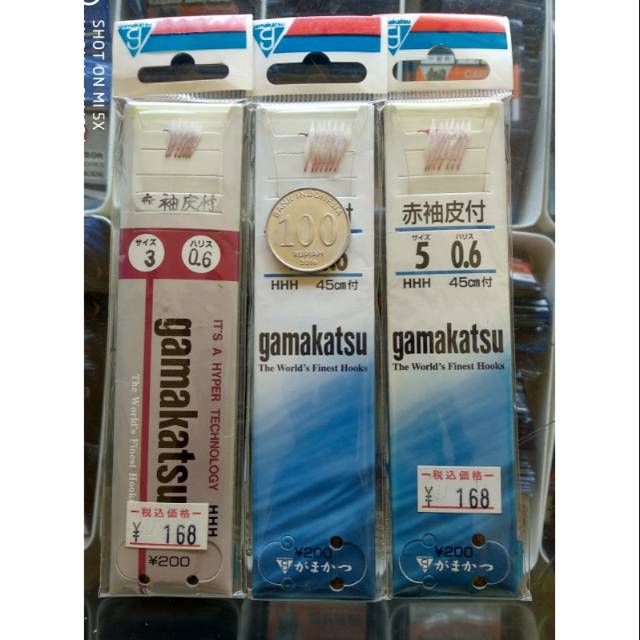 SHOT ON MI 5X
gamakatsu
赤袖皮付
サイズ
3
ハリス
0.6
gamakatsu
The World's Finest Hooks
IT'S A HYPER TECHNOLOGY
HHH
税込価格
¥ 168
¥200
gamakatsu
BANK INDONESIA
100
RUPIAH
2016
HHH 45cm付
gamakatsu
The World's Finest Hooks
¥200
がまかつ
赤袖皮付
サイズ
5
ハリス
0.6
HHH 45cm付
gamakatsu
The World's Finest Hooks
税込価格
¥ 168
¥200
がまかつ